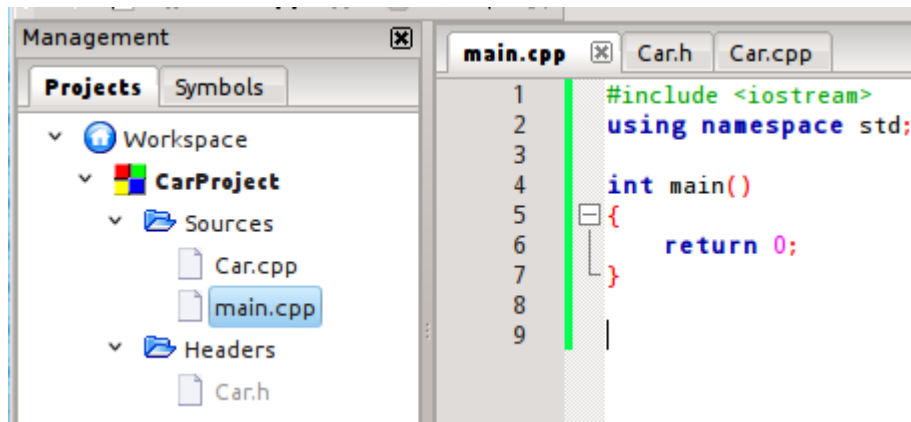 Management
Projects Symbols
Workspace
CarProject
Sources
Car.cpp
main.cpp
Headers
Car.h
main.cpp Car.h Car.cpp
1 #include <iostream>
2 using namespace std;
3
4 int main()
5 {
6 return 0;
7 }
8
9